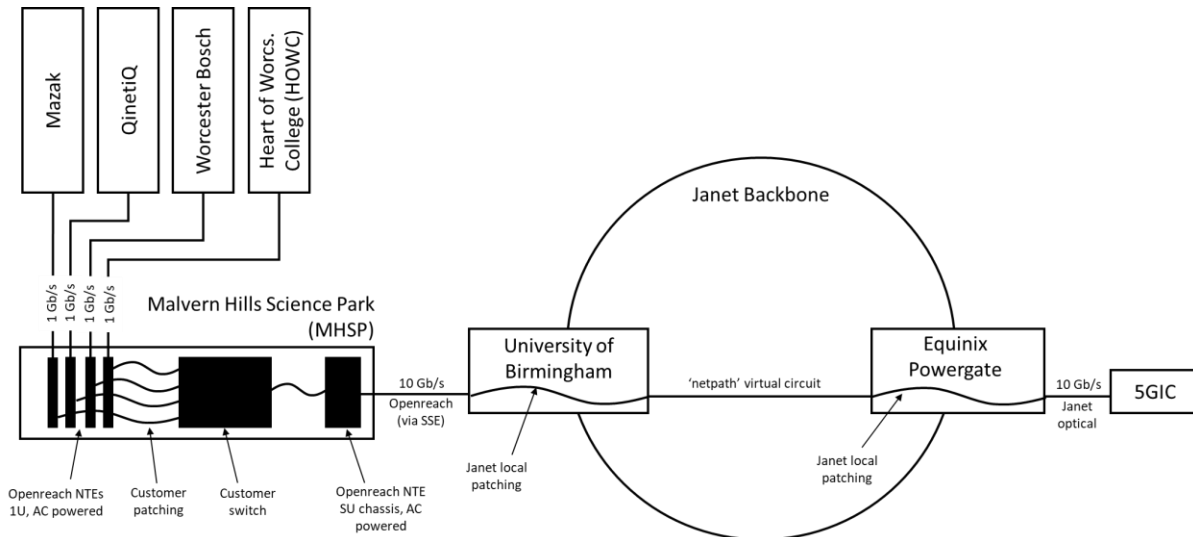 Mazak
QinetiQ
Worcester Bosch
Heart of Worcs.
College (HOWC)
1 Gb/s
1 Gb/s
1 Gb/s
1 Gb/s
Malvern Hills Science Park
(MHSP)
Janet Backbone
University of
Birmingham
Equinix
Powergate
10 Gb/s
Openreach
(via SSE)
'netpath' virtual circuit
10 Gb/s
Janet
optical
5GIC
Janet local
patching
Janet local
patching
Openreach NTEs
1U, AC powered
Customer
patching
Customer
switch
Openreach NTE
SU chassis, AC
powered